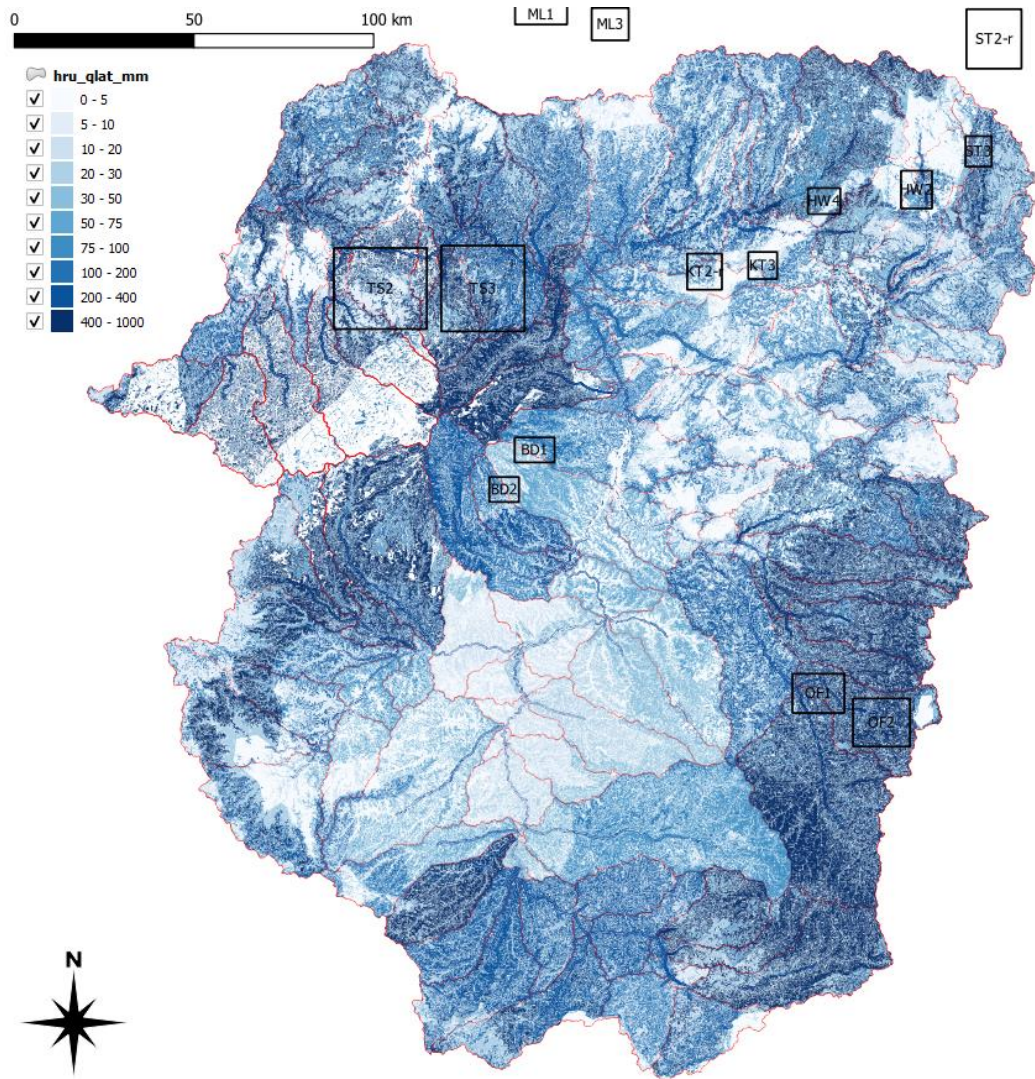 0 50 100 km
ML1
ML3
ST2-r
hru_qlat_mm
0 - 5
5 - 10
10 - 20
20 - 30
30 - 50
50 - 75
75 - 100
100 - 200
200 - 400
400 - 1000
ST3
HW2
HW4
KT2-r
KT3
TS2
TS3
BD1
BD2
OF1
OF2
N